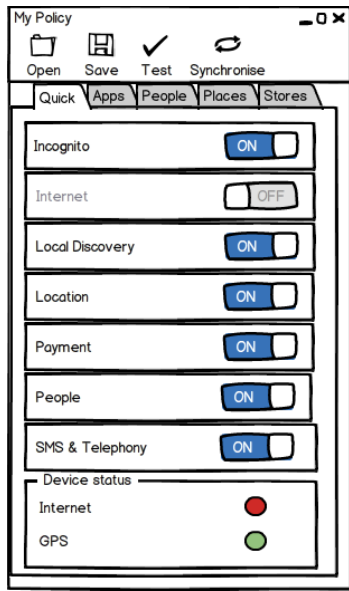 My Policy
Open Save Test Synchronise
Quick Apps People Places Stores
Incognito ON
Internet OFF
Local Discovery ON
Location ON
Payment ON
People ON
SMS & Telephony ON
Device status
Internet
GPS